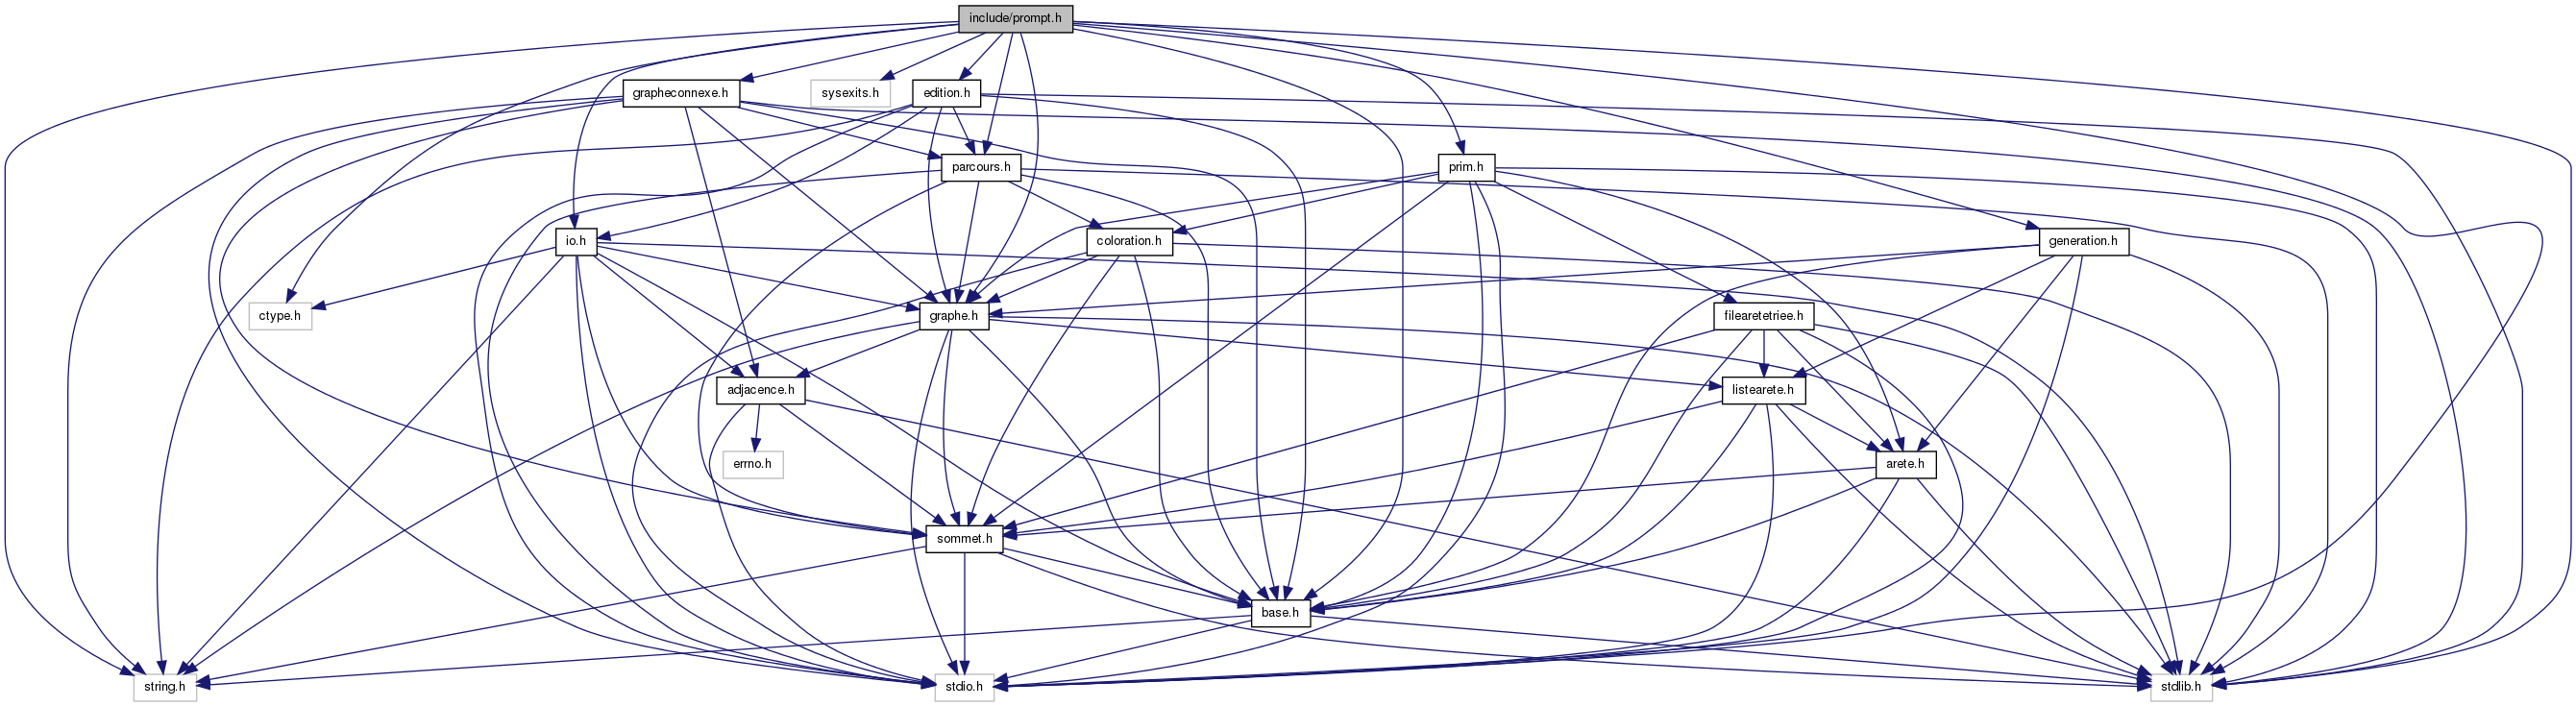 include/prompt.h
grapheconnexe.h
sysexits.h
edition.h
parcours.h
prim.h
io.h
coloration.h
generation.h
ctype.h
graphe.h
filearetetriee.h
adjacence.h
listearete.h
errno.h
arete.h
sommet.h
base.h
string.h
stdio.h
stdlib.h